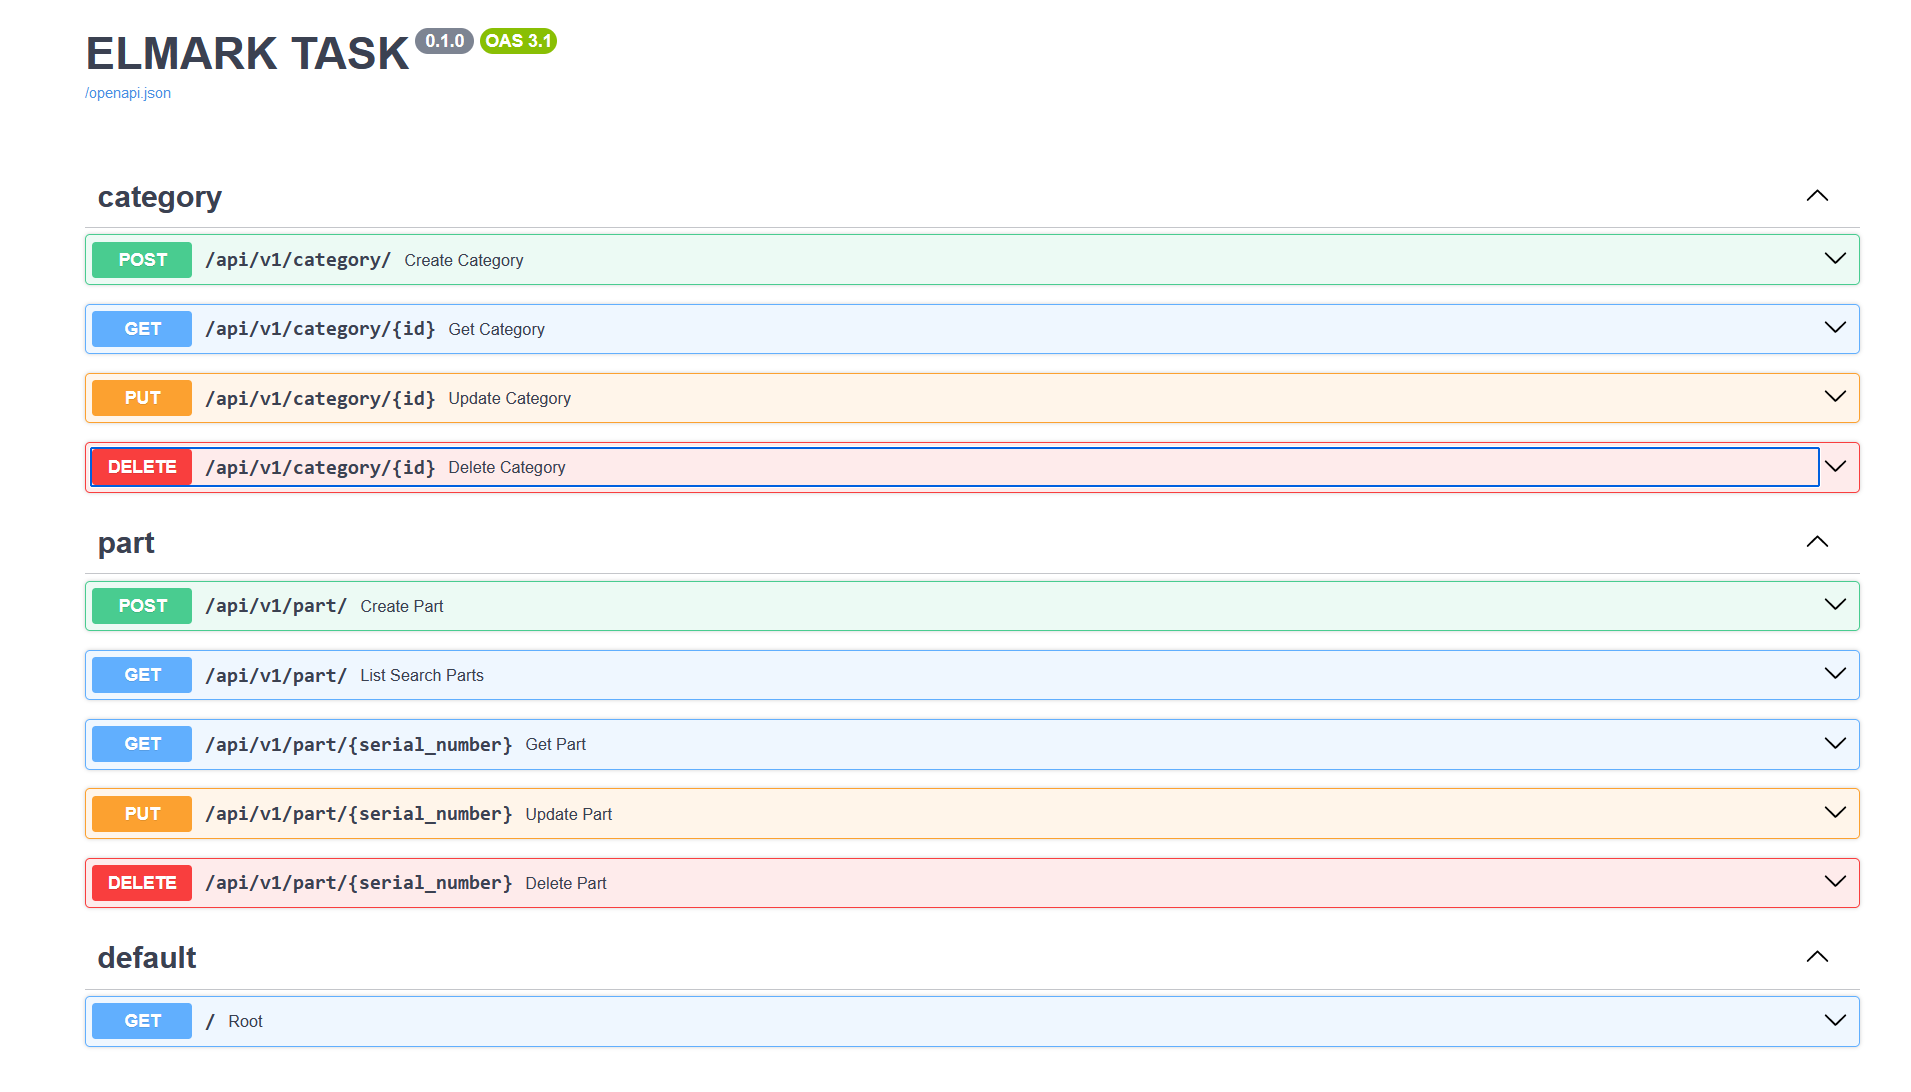 ELMARK TASK 0.1.0 OAS 3.1
/openapi.json
category
POST /api/v1/category/ Create Category
GET /api/v1/category/{id} Get Category
PUT /api/v1/category/{id} Update Category
DELETE /api/v1/category/{id} Delete Category
part
POST /api/v1/part/ Create Part
GET /api/v1/part/ List Search Parts
GET /api/v1/part/{serial_number} Get Part
PUT /api/v1/part/{serial_number} Update Part
DELETE /api/v1/part/{serial_number} Delete Part
default
GET / Root